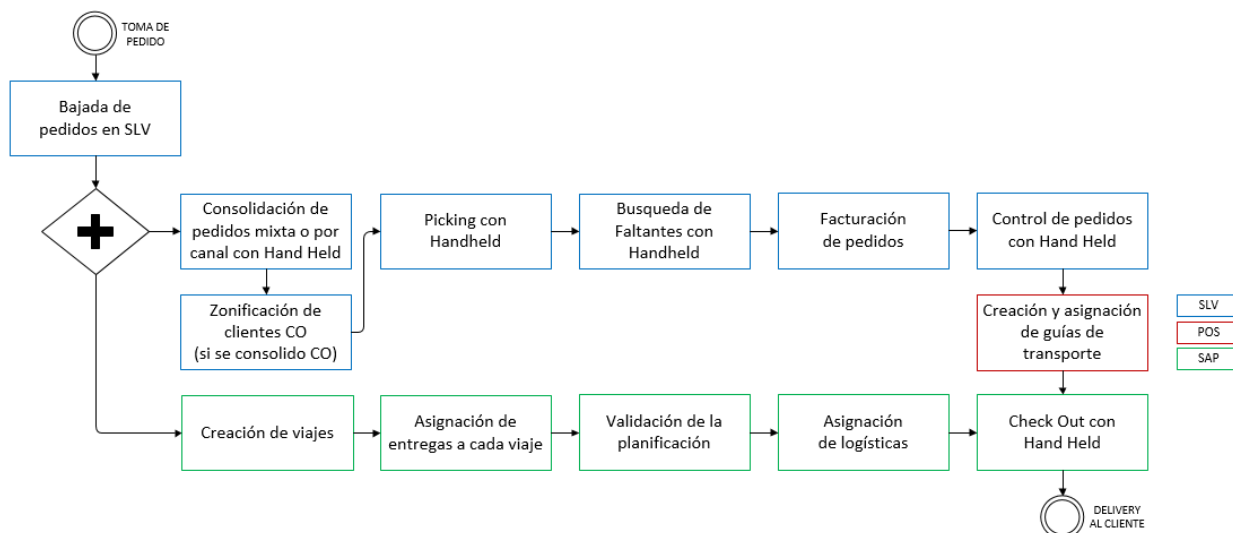 TOMA DE
PEDIDO
Bajada de
pedidos en SLV
Consolidación de
pedidos mixta o por
canal con Hand Held
Picking con
Handheld
Busqueda de
Faltantes con
Handheld
Facturación
de pedidos
Control de pedidos
con Hand Held
Zonificación de
clientes CO
(si se consolido CO)
Creación y asignación
de guías de
transporte
SLV
POS
SAP
Creación de viajes
Asignación de
entregas a cada viaje
Validación de la
planificación
Asignación
de logísticas
Check Out con
Hand Held
DELIVERY
AL CLIENTE